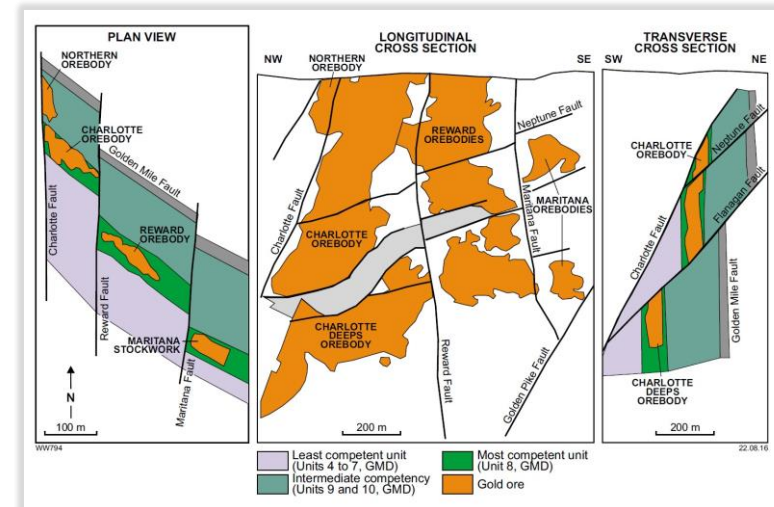 PLAN VIEW
NORTHERN
OREBODY
CHARLOTTE
OREBODY
Golden Mile Fault
Charlotte Fault
REWARD
OREBODY
Reward Fault
MARITANA
STOCKWORK
Maritana Fault
N
100 m
WW794
LONGITUDINAL
CROSS SECTION
NW
SE
NORTHERN
OREBODY
REWARD
OREBODIES
Neptune Fault
Charlotte Fault
Maritana Fault
MARITANA
OREBODIES
CHARLOTTE
OREBODY
CHARLOTTE
DEEPS
OREBODY
Reward Fault
Golden Pike Fault
200 m
TRANSVERSE
CROSS SECTION
SW
NE
CHARLOTTE
OREBODY
Neptune Fault
Flanagan Fault
Charlotte Fault
Golden Mile Fault
CHARLOTTE
DEEPS
OREBODY
200 m
22.08.16
Least competent unit
(Units 4 to 7, GMD)
Intermediate competency
(Units 9 and 10, GMD)
Most competent unit
(Unit 8, GMD)
Gold ore